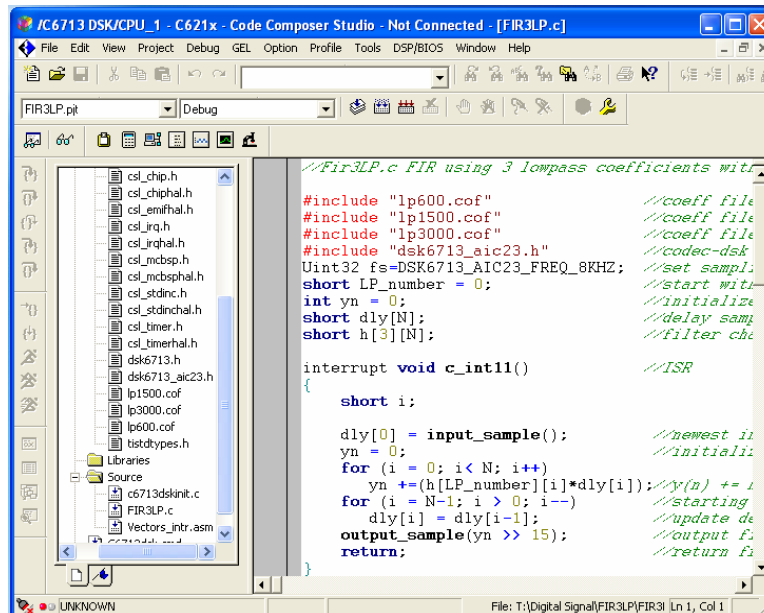 /C6713 DSK/CPU_1 - C621x - Code Composer Studio - Not Connected - [FIR3LP.c]
File Edit View Project Debug GEL Option Profile Tools DSP/BIOS Window Help
FIR3LP.pjt Debug
csl_chip.h
csl_chiphal.h
csl_emifhal.h
csl_irq.h
csl_irqhal.h
csl_mcbsp.h
csl_mcbsphal.h
csl_stdinc.h
csl_stdinchal.h
csl_timer.h
csl_timerhal.h
dsk6713.h
dsk6713_aic23.h
lp1500.cof
lp3000.cof
lp600.cof
tistdtypes.h
Libraries
Source
c6713dskinit.c
FIR3LP.c
Vectors_intr.asm
C6713dsk.cmd
//Fir3LP.c FIR using 3 lowpass coefficients with
#include "lp600.cof" //coeff file
#include "lp1500.cof" //coeff file
#include "lp3000.cof" //coeff file
#include "dsk6713_aic23.h" //codec-dsk
Uint32 fs=DSK6713_AIC23_FREQ_8KHZ; //set sampli
short LP_number = 0; //start with
int yn = 0; //initialize
short dly[N]; //delay samp
short h[3][N]; //filter cha
interrupt void c_int11() //ISR
{
short i;
dly[0] = input_sample(); //newest in
yn = 0; //initiali
for (i = 0; i< N; i++)
yn +=(h[LP_number][i]*dly[i]);//y(n) +=
for (i = N-1; i > 0; i--) //starting
dly[i] = dly[i-1]; //update de
output_sample(yn >> 15); //output fi
return; //return fr
}
UNKNOWN File: T:\Digital Signal\FIR3LP\FIR3l Ln 1, Col 1